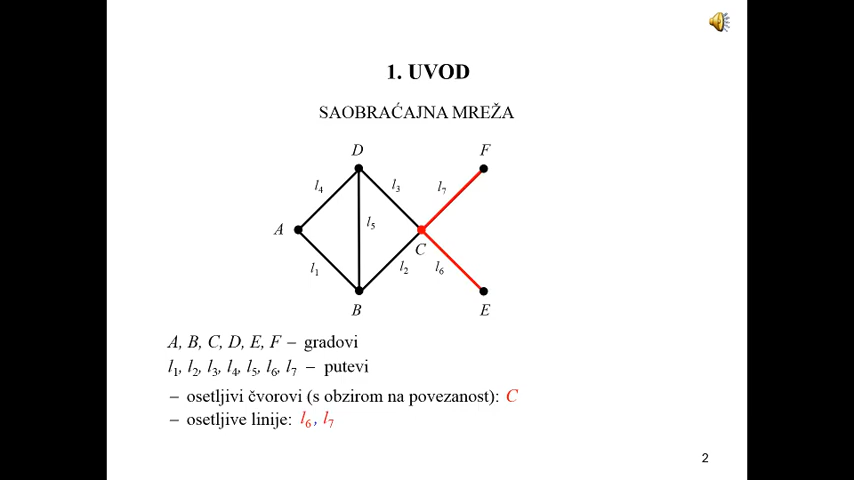 1. UVOD
SAOBRAĆAJNA MREŽA
D
F
l4
l3
l7
A
l5
C
l1
l2
l6
B
E
A, B, C, D, E, F – gradovi
l1, l2, l3, l4, l5, l6, l7 – putevi
– osetljivi čvorovi (s obzirom na povezanost): C
– osetljive linije: l6, l7
2